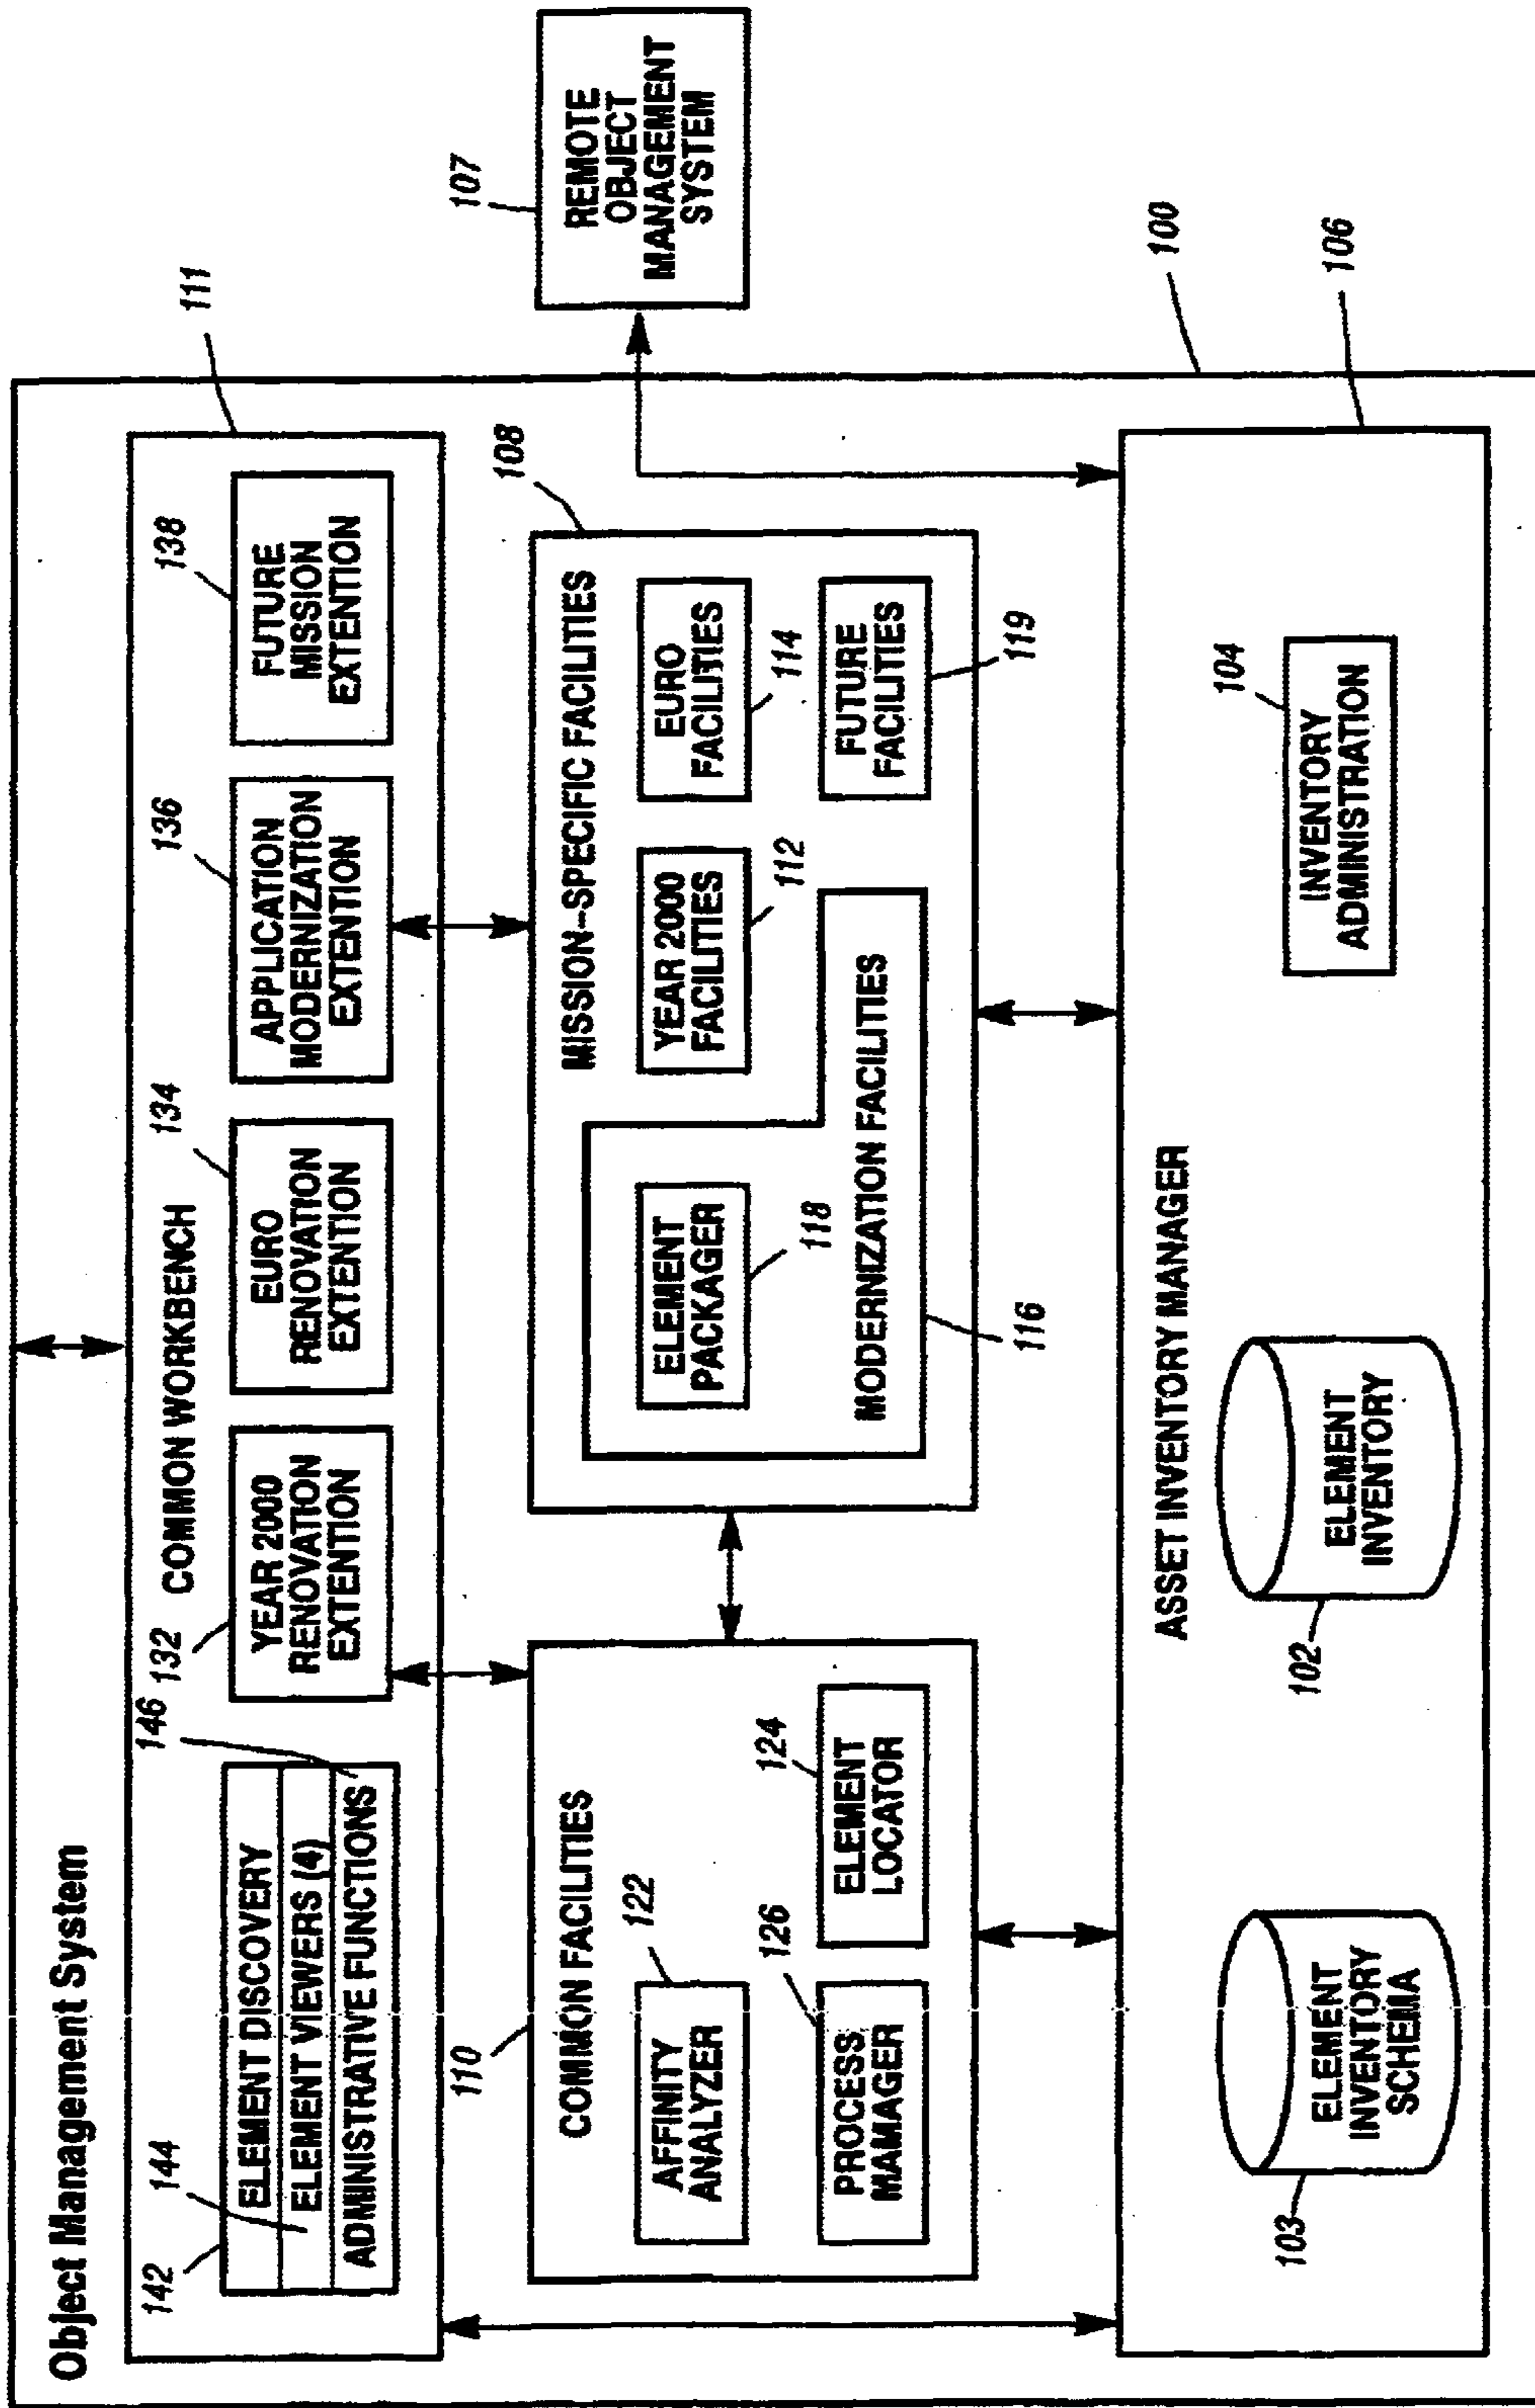 Object Management System
111
COMMON WORKBENCH
142
144
146
ELEMENT DISCOVERY
ELEMENT VIEWERS (4)
ADMINISTRATIVE FUNCTIONS
132
YEAR 2000
RENOVATION
EXTENTION
134
EURO
RENOVATION
EXTENTION
136
APPLICATION
MODERNIZATION
EXTENTION
138
FUTURE
MISSION
EXTENTION
107
REMOTE
OBJECT
MANAGEMENT
SYSTEM
110
COMMON FACILITIES
122
AFFINITY
ANALYZER
126
PROCESS
MAMAGER
124
ELEMENT
LOCATOR
108
MISSION-SPECIFIC FACILITIES
ELEMENT
PACKAGER
118
YEAR 2000
FACILITIES
112
EURO
FACILITIES
114
MODERNIZATION FACILITIES
116
FUTURE
FACILITIES
119
100
106
ASSET INVENTORY MANAGER
ELEMENT
INVENTORY
SCHEMA
103
ELEMENT
INVENTORY
102
104
INVENTORY
ADMINISTRATION